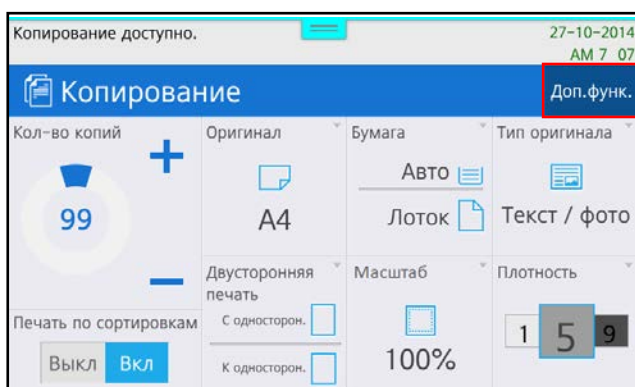 Копирование доступно.
27-10-2014
AM 7 07
Копирование
Доп.функ.
Кол-во копий
99
Печать по сортировкам
Выкл Вкл
Оригинал
A4
Бумага
Авто
Лоток
Тип оригинала
Текст / фото
Двусторонняя
печать
С односторон.
К односторон.
Масштаб
100%
Плотность
1 5 9